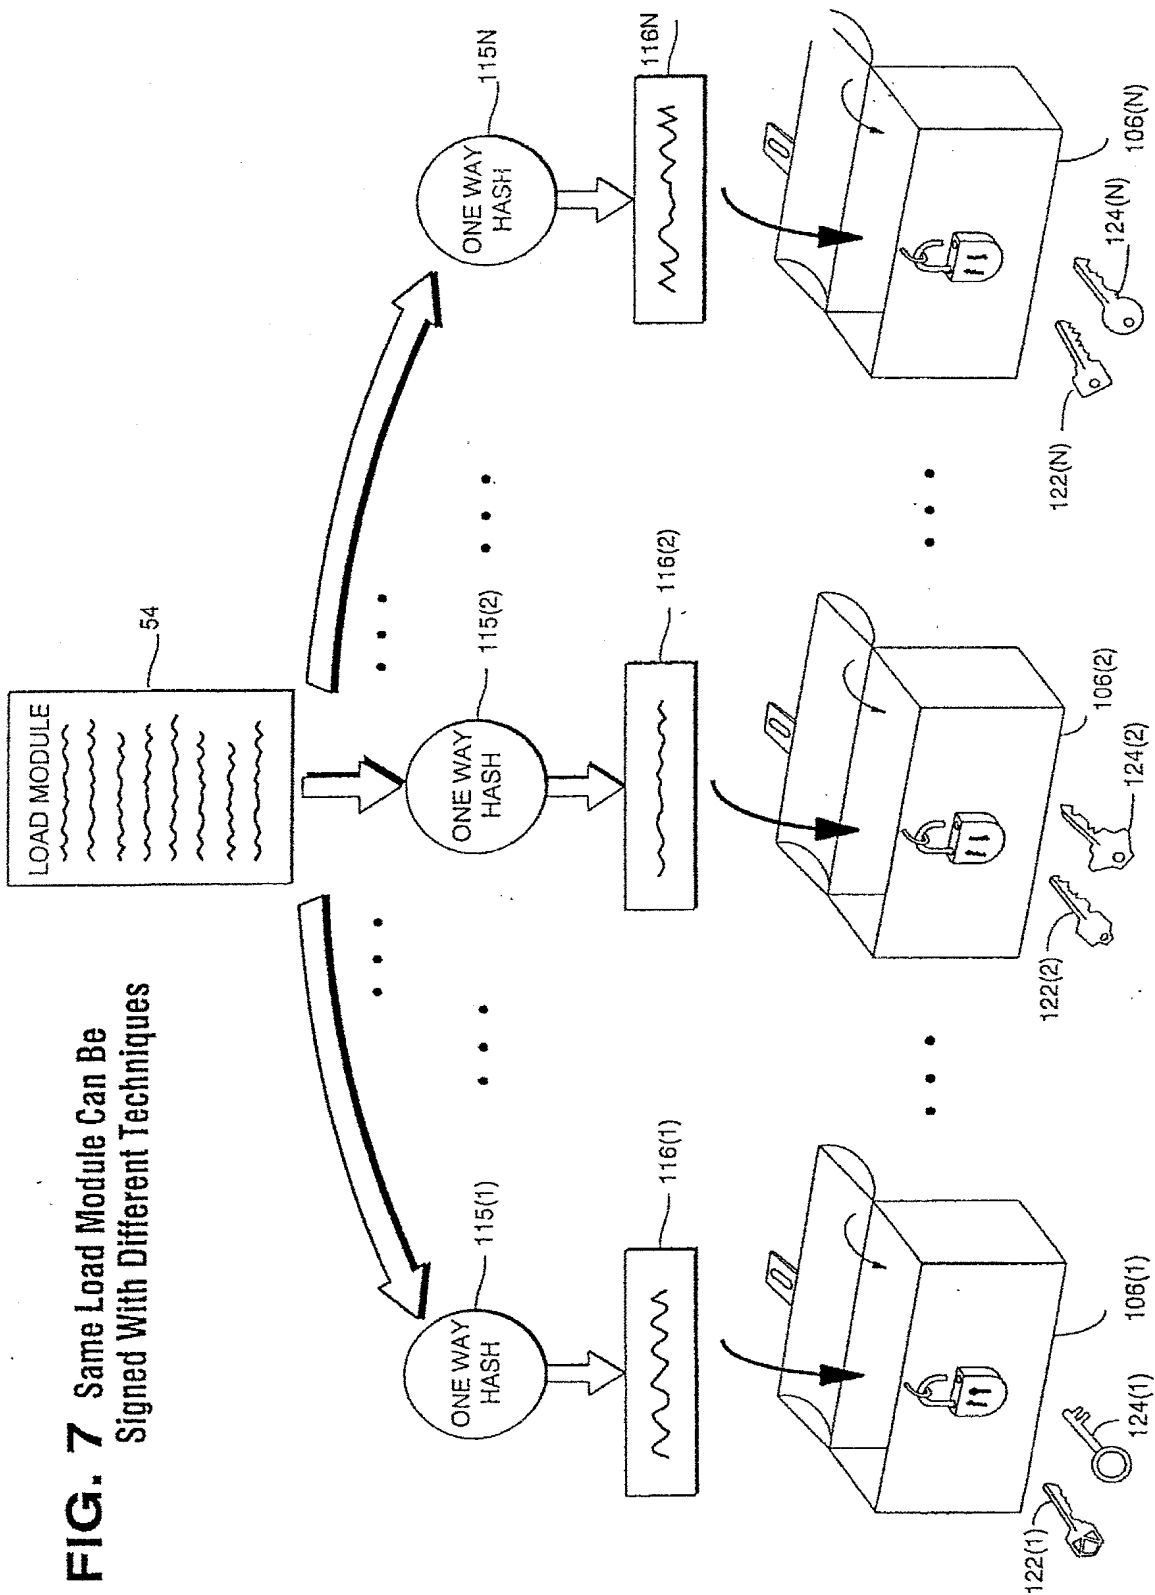 FIG. 7 Same Load Module Can Be
Signed With Different Techniques
LOAD MODULE
54
ONE WAY
HASH
115(1)
ONE WAY
HASH
115(2)
ONE WAY
HASH
115N
116(1)
116(2)
116N
106(1)
106(2)
106(N)
122(1)
124(1)
122(2)
124(2)
122(N)
124(N)